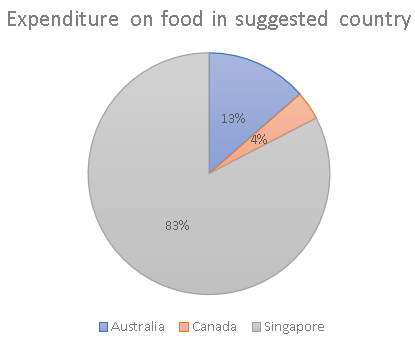 Expenditure on food in suggested country
13%
4%
83%
Australia Canada Singapore